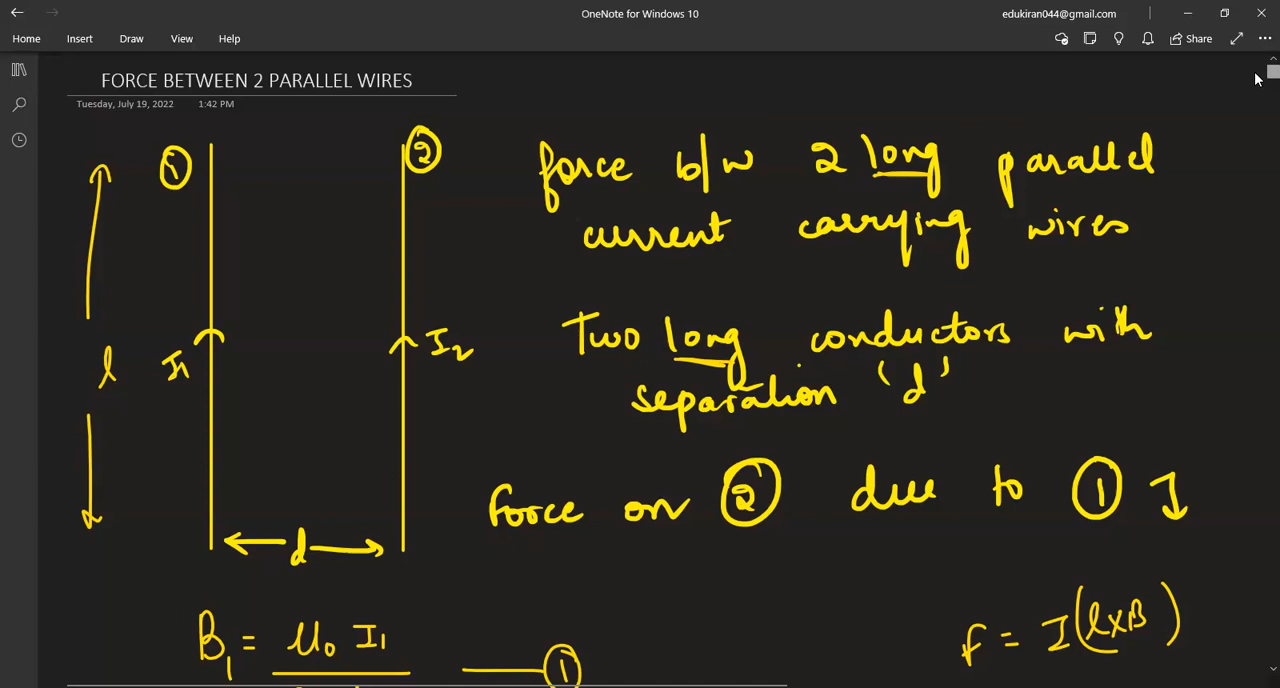 OneNote for Windows 10
edukiran044@gmail.com
Home Insert Draw View Help
Share
FORCE BETWEEN 2 PARALLEL WIRES
Tuesday, July 19, 2022 1:42 PM
① ②
force b/w 2 long parallel
current carrying wires
Two long conductors with
separation 'd'
l I1 I2
force on ② due to ①
d
B1 = μ0 I1
①
F = I(l×B)